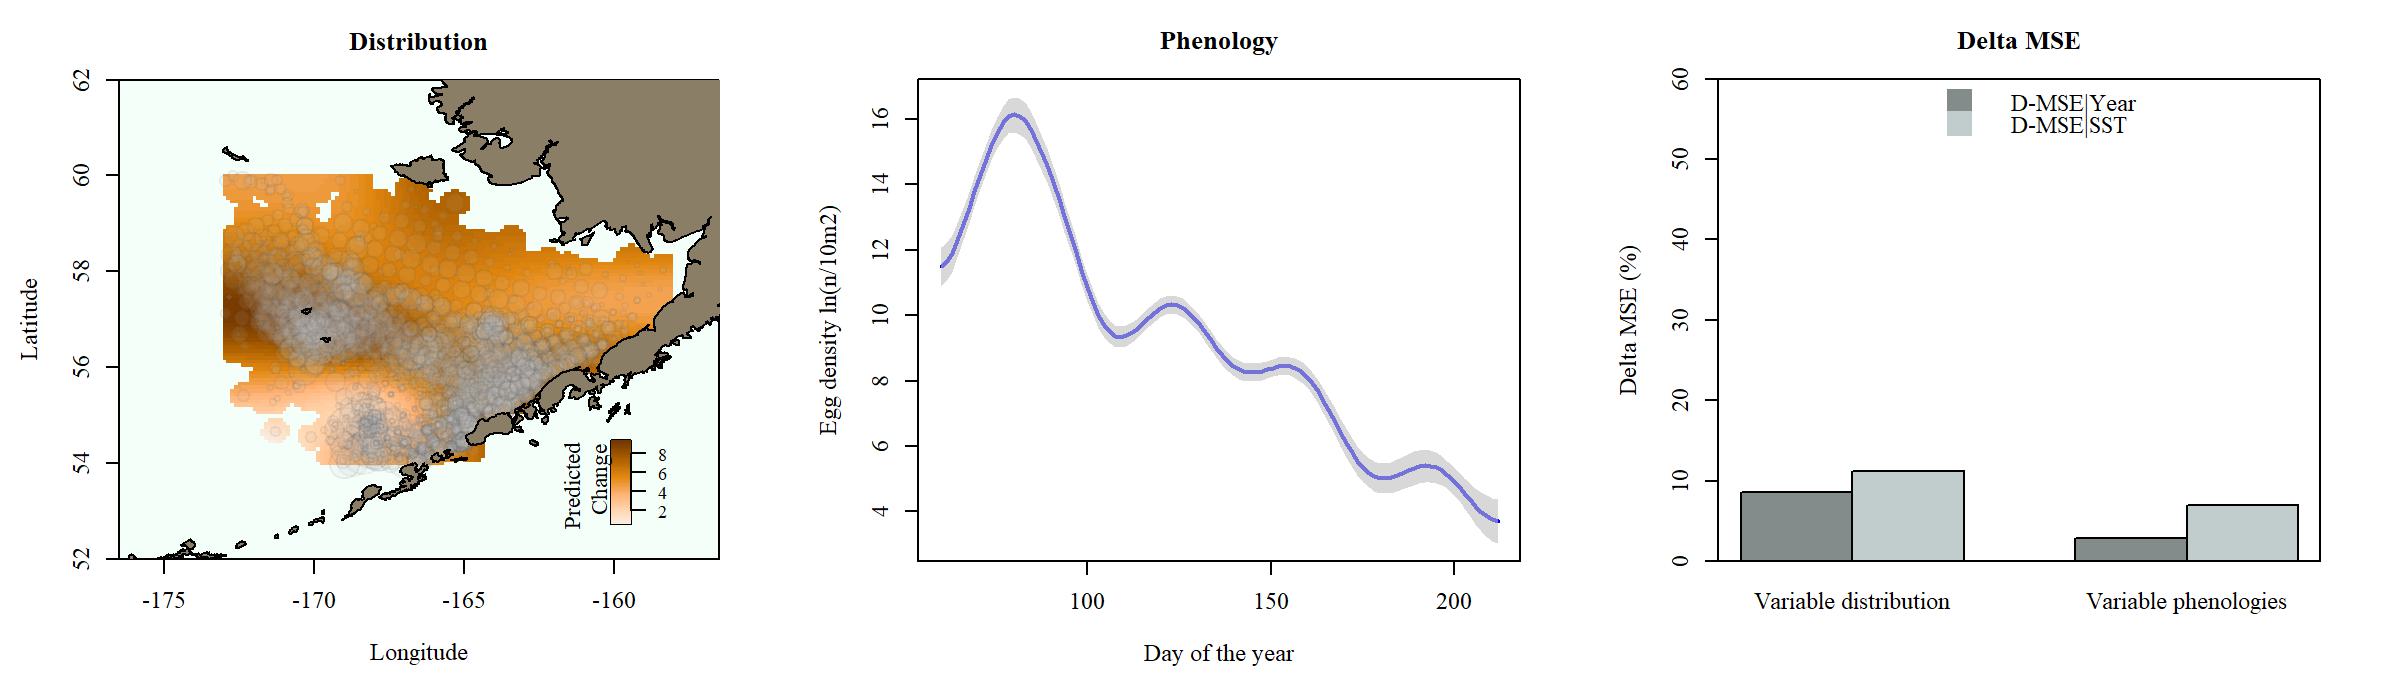 Distribution
62
60
58
56
54
52
Latitude
-175
-170
-165
-160
Longitude
Predicted
Change
8
6
4
2
Phenology
16
14
12
10
8
6
4
Egg density ln(n/10m2)
100
150
200
Day of the year
Delta MSE
60
50
40
30
20
10
0
Delta MSE (%)
D-MSE|Year
D-MSE|SST
Variable distribution
Variable phenologies